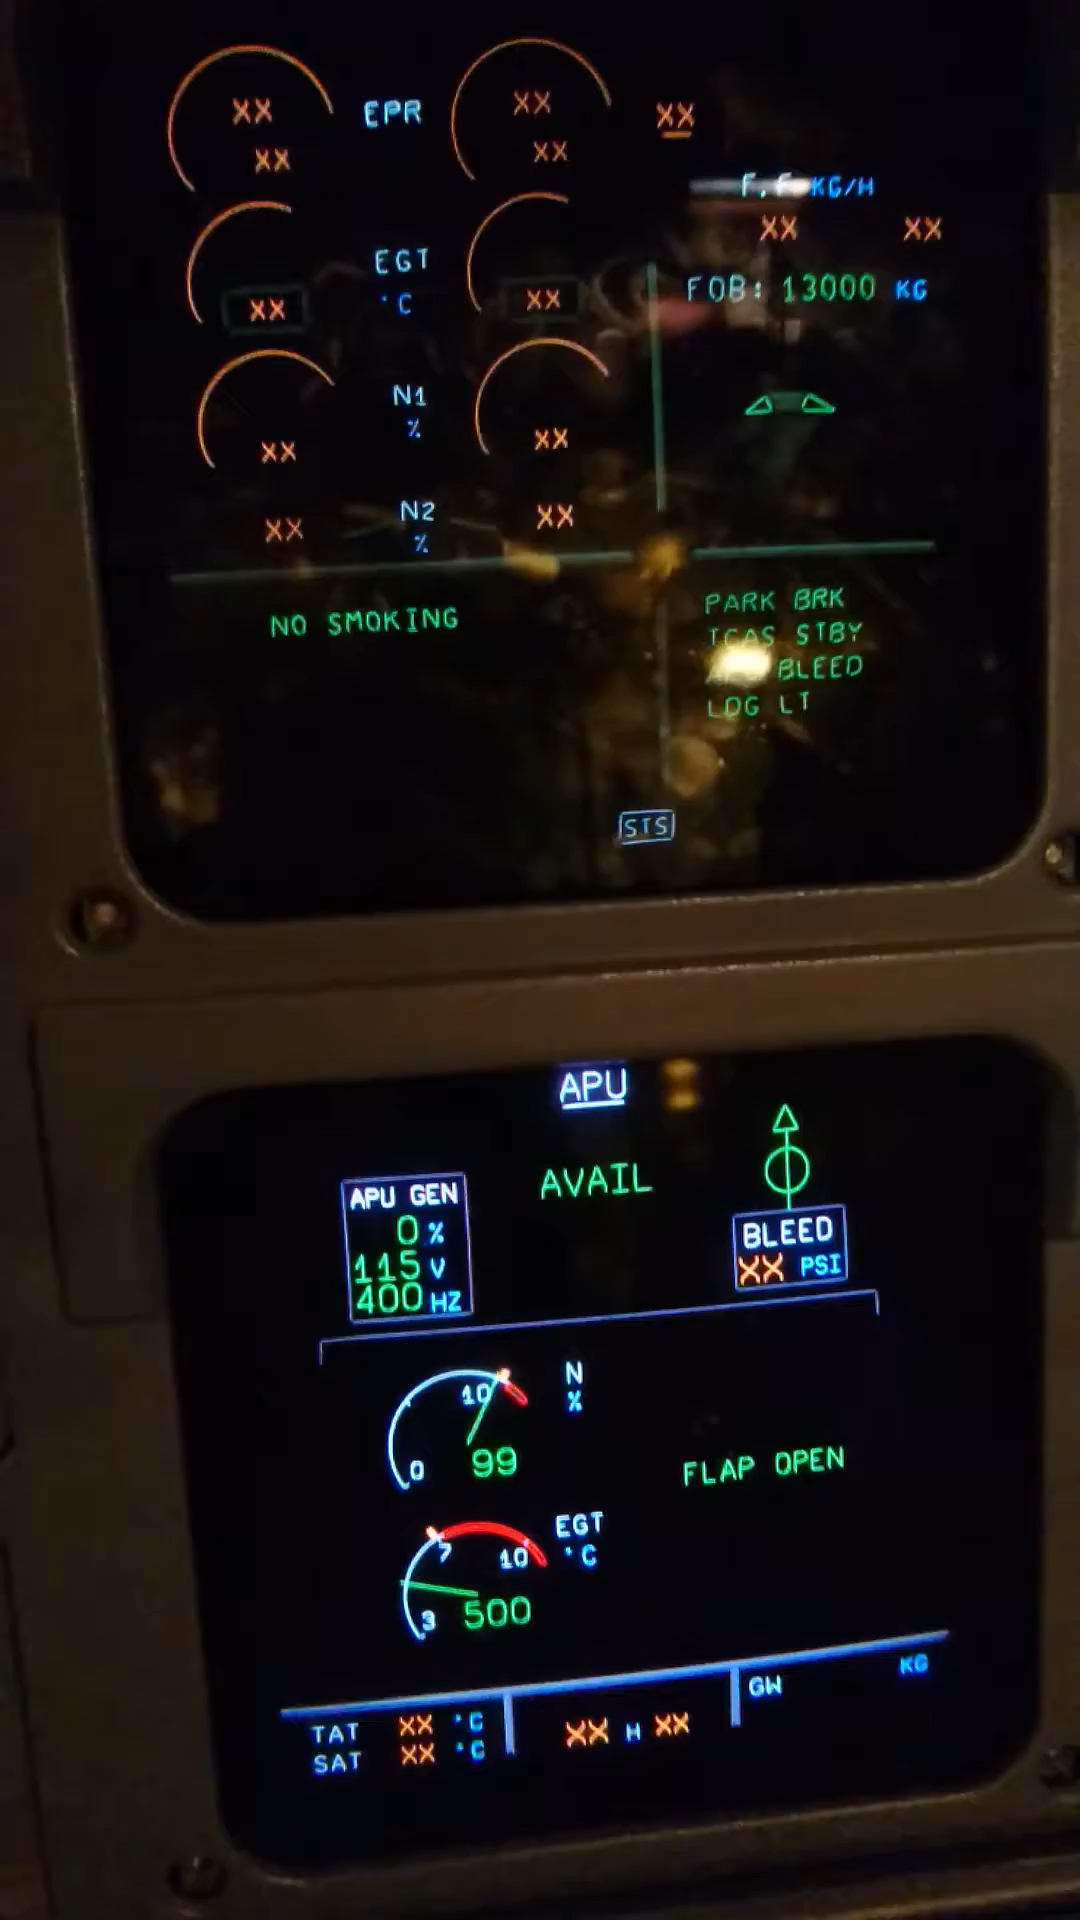 XX EPR XX XX
XX XX
F.F. KG/H
XX XX
EGT
XX °C XX
FOB: 13000 KG
N1
XX % XX
XX N2 XX
%
NO SMOKING
PARK BRK
TCAS STBY
BLEED
LDG LT
STS
APU
AVAIL
APU GEN
0 %
115 V
400 HZ
BLEED
XX PSI
10 N
%
0 99
FLAP OPEN
7 10 EGT
°C
3 500
TAT XX °C
SAT XX °C
XX H XX
GW KG